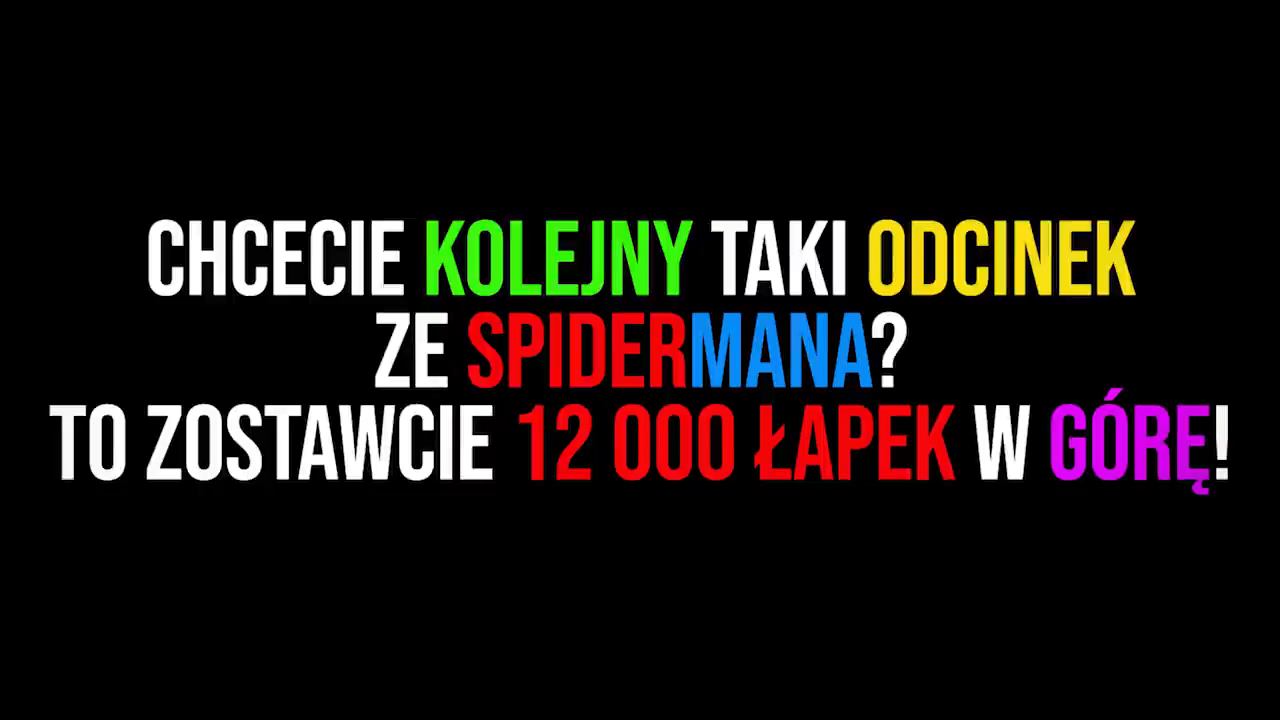 CHCECIE KOLEJNY TAKI ODCINEK
ZE SPIDERMANA?
TO ZOSTAWCIE 12 000 ŁAPEK W GÓRĘ!